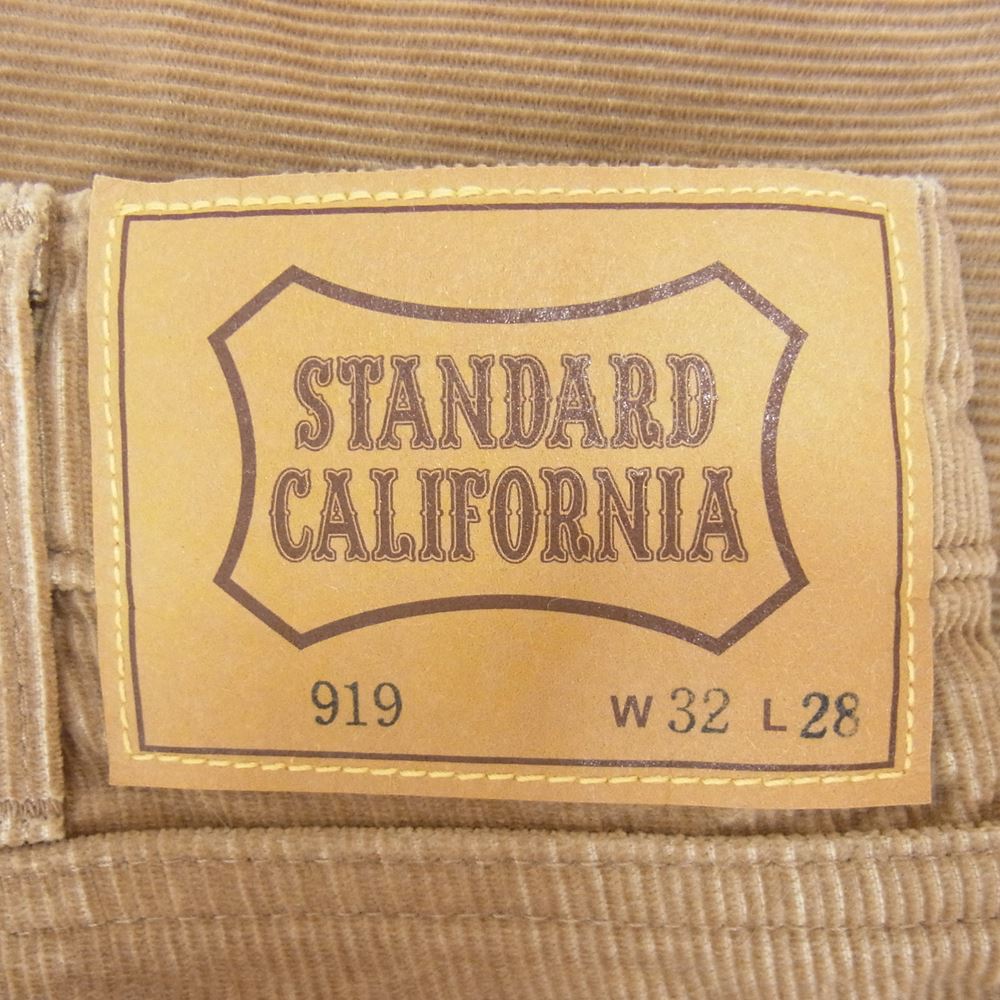 STANDARD
CALIFORNIA
919 W 32 L 28